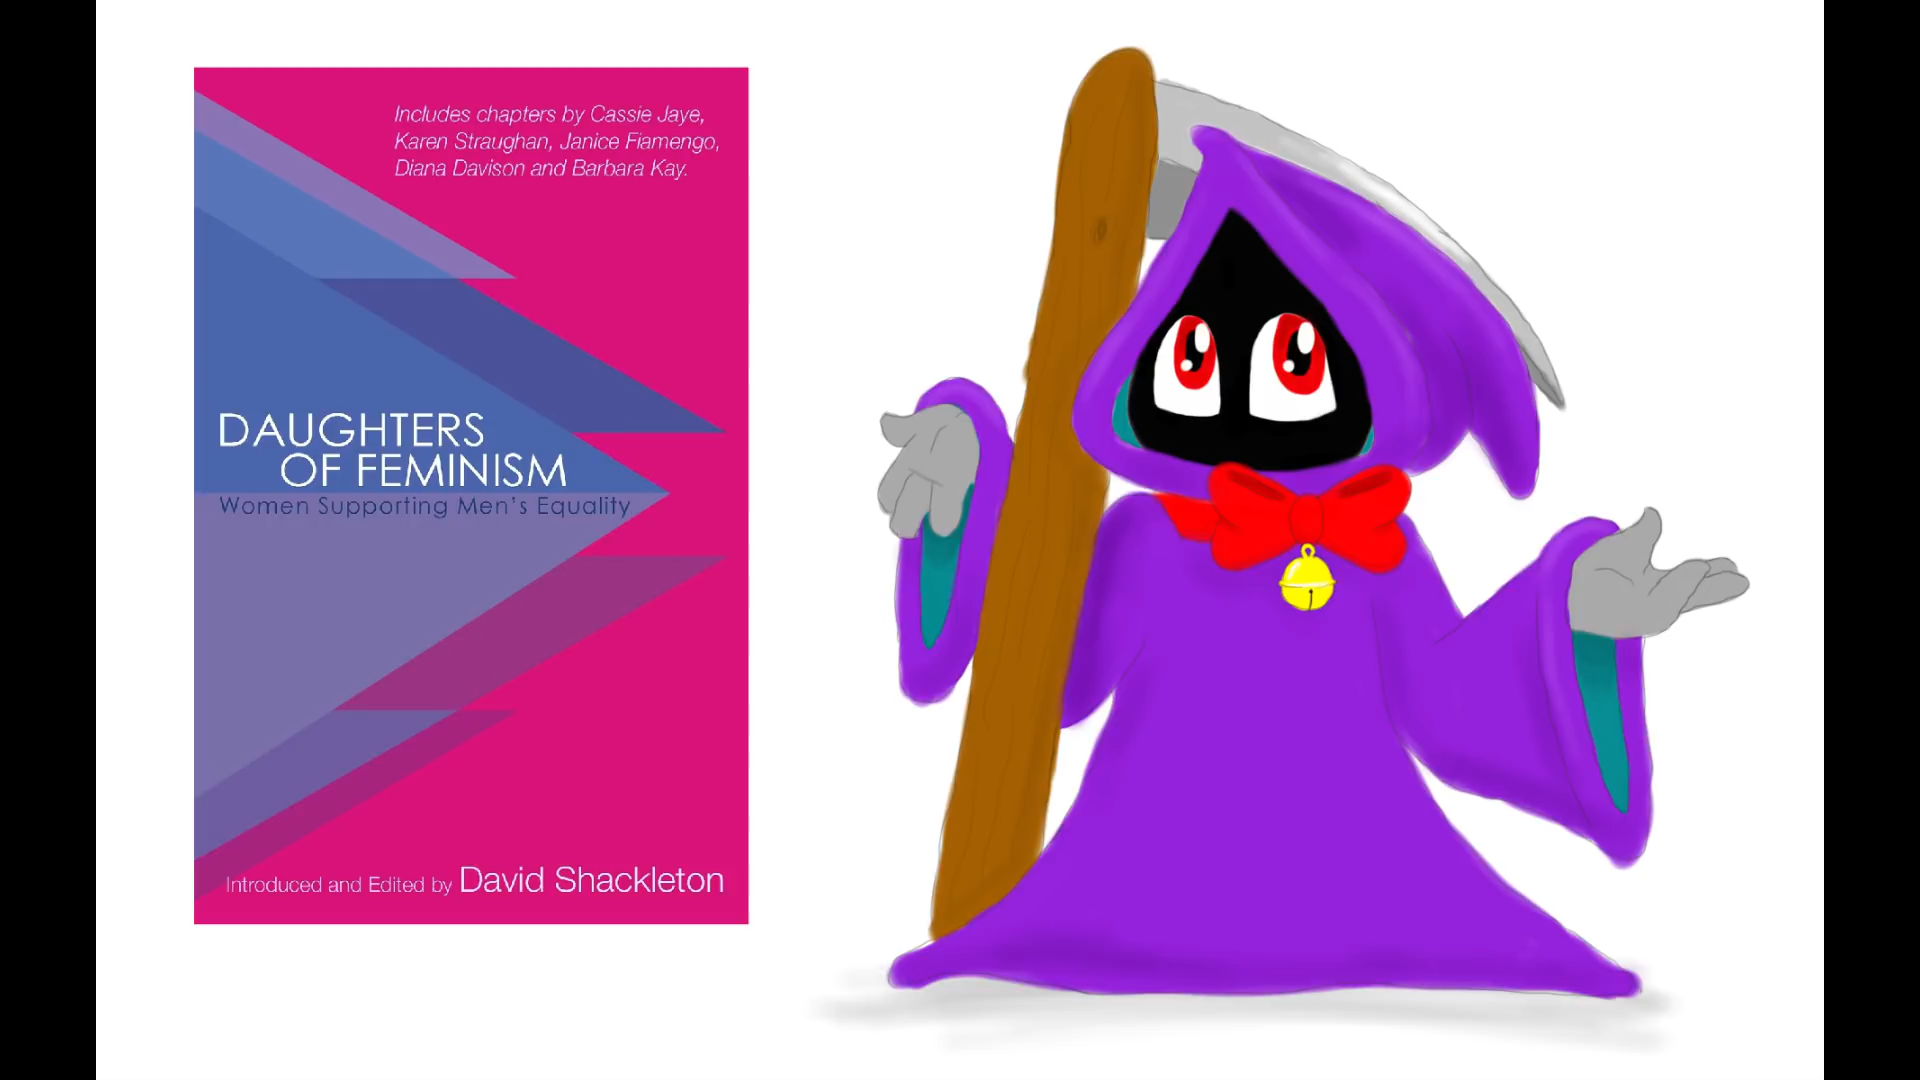 Includes chapters by Cassie Jaye,
Karen Straughan, Janice Fiamengo,
Diana Davison and Barbara Kay.
DAUGHTERS
OF FEMINISM
Women Supporting Men's Equality
Introduced and Edited by David Shackleton